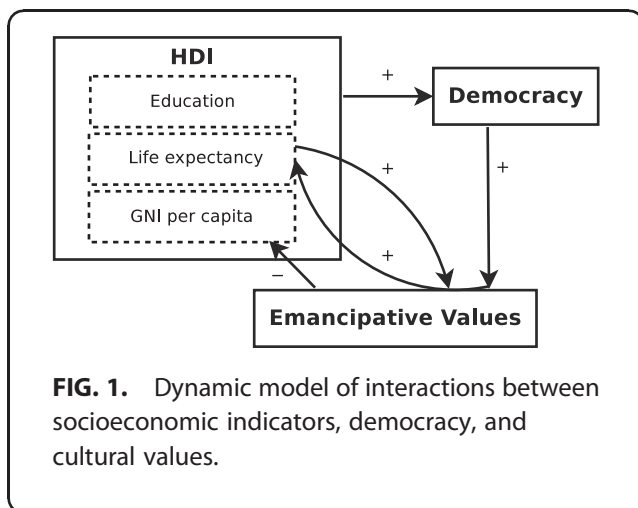 HDI
Education
Life expectancy
GNI per capita
+
Democracy
+
+
+
−
Emancipative Values
FIG. 1. Dynamic model of interactions between
socioeconomic indicators, democracy, and
cultural values.